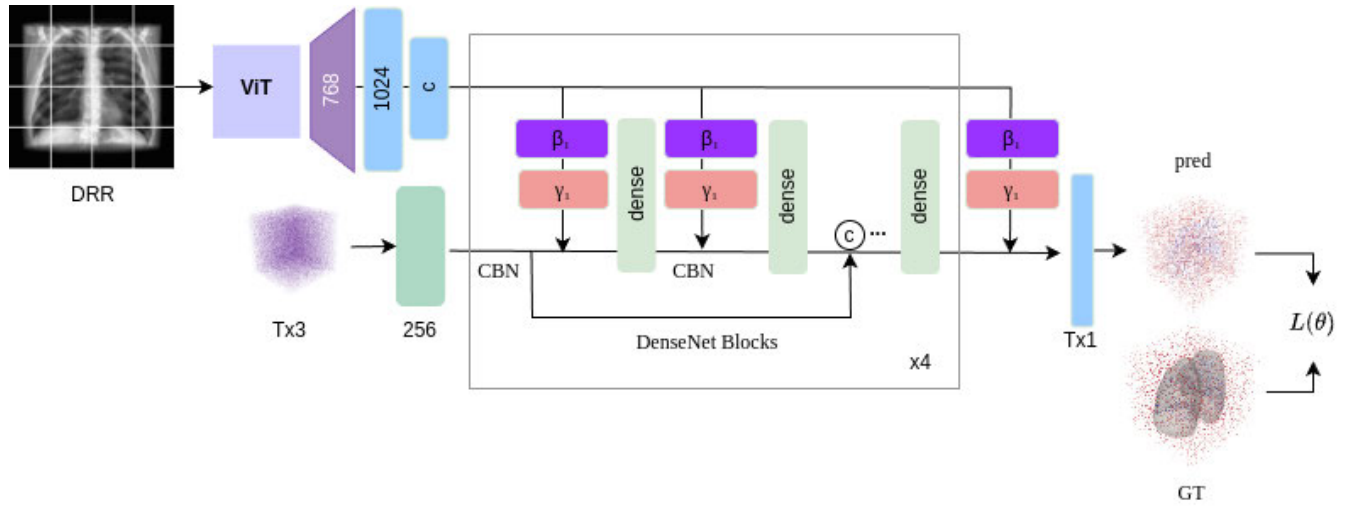 ViT
768
1024
c
DRR
β₁
γ₁
dense
β₁
γ₁
dense
dense
β₁
γ₁
c
...
CBN
CBN
Tx3
256
DenseNet Blocks
x4
Tx1
pred
L(θ)
GT